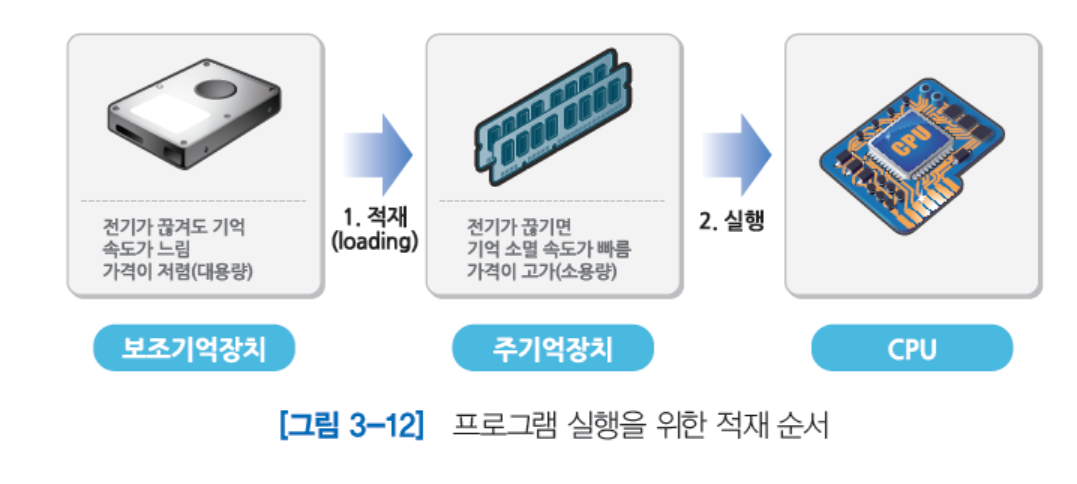 전기가 끊겨도 기억
속도가 느림
가격이 저렴(대용량)
보조기억장치
1. 적재
(loading)
전기가 끊기면
기억 소멸 속도가 빠름
가격이 고가(소용량)
주기억장치
2. 실행
CPU
CPU
[그림 3-12] 프로그램 실행을 위한 적재 순서